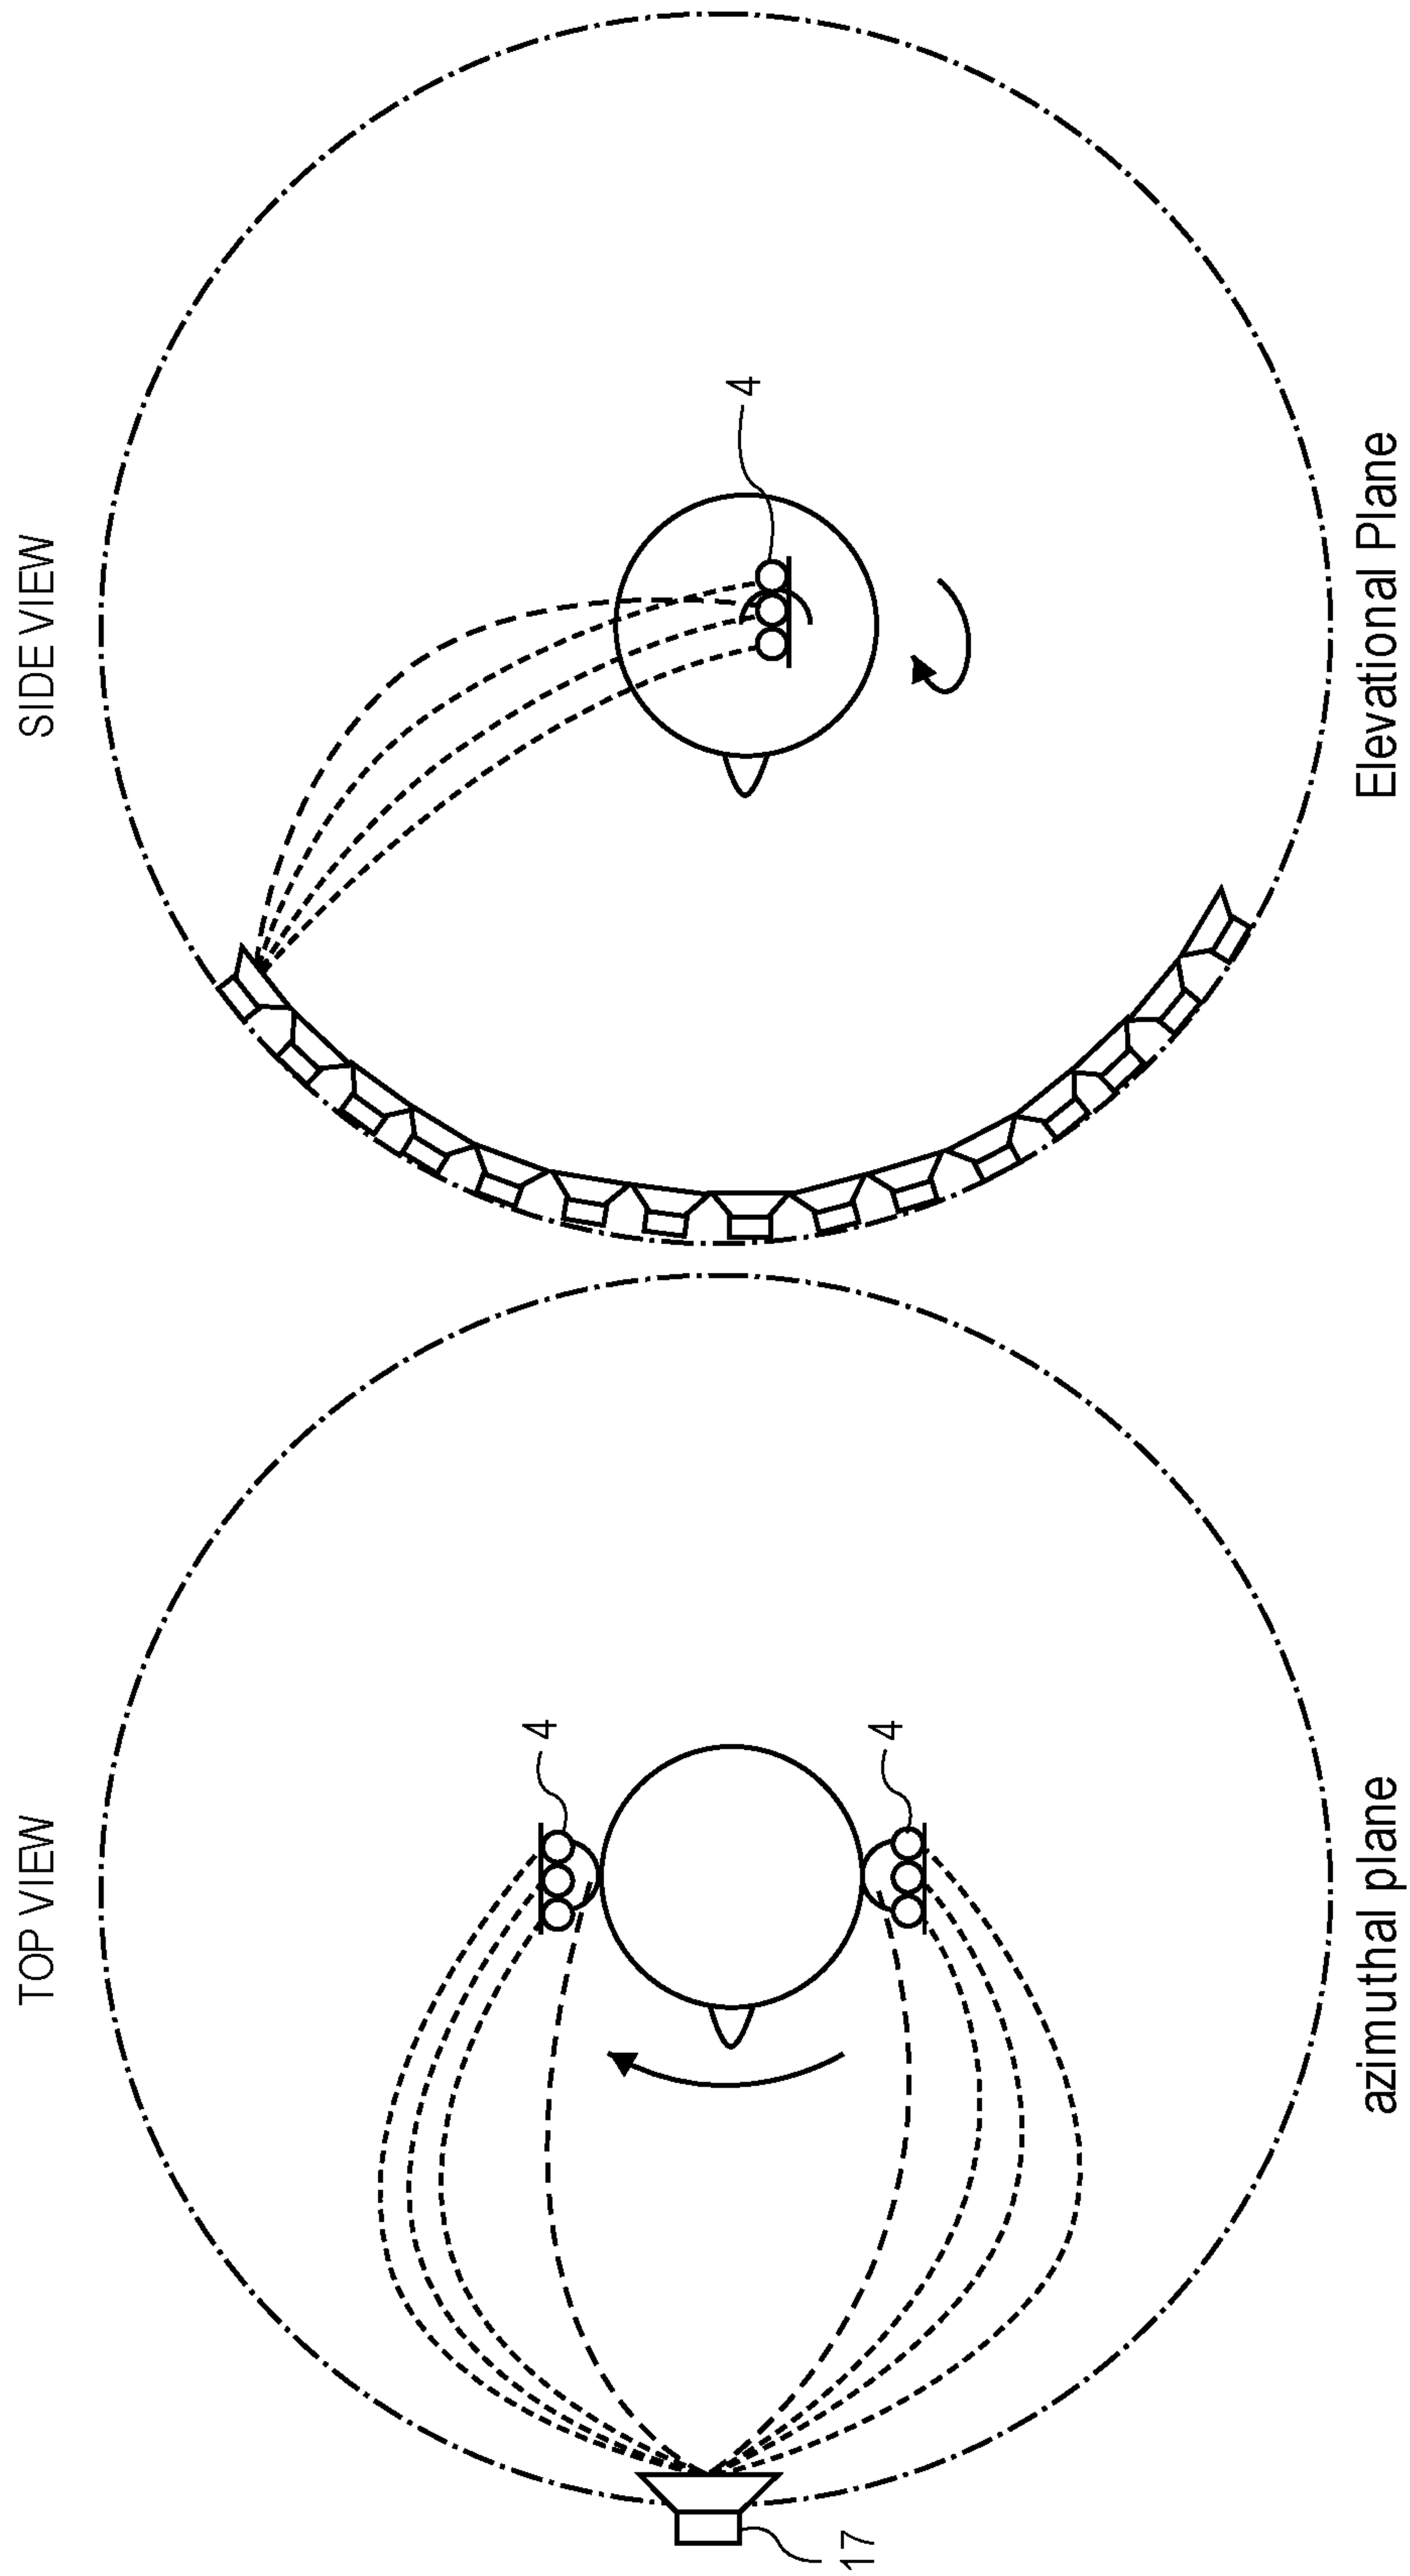 TOP VIEW
SIDE VIEW
4
4
4
17
azimuthal plane
Elevational Plane